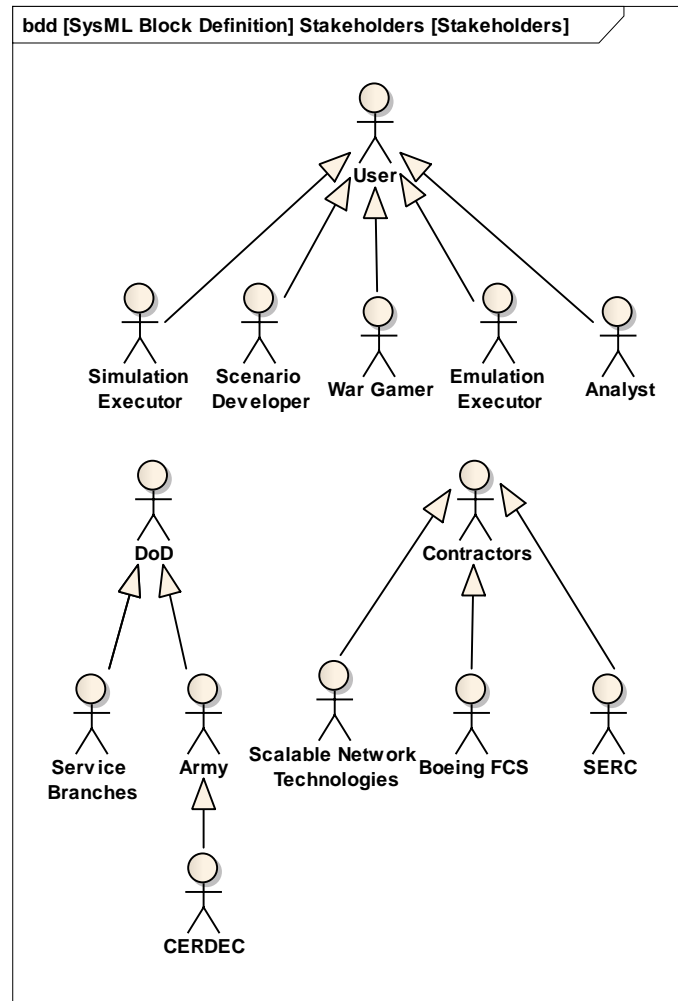 bdd [SysML Block Definition] Stakeholders [Stakeholders]
User
Simulation
Executor
Scenario
Developer
War Gamer
Emulation
Executor
Analyst
DoD
Contractors
Service
Branches
Army
Scalable Network
Technologies
Boeing FCS
SERC
CERDEC